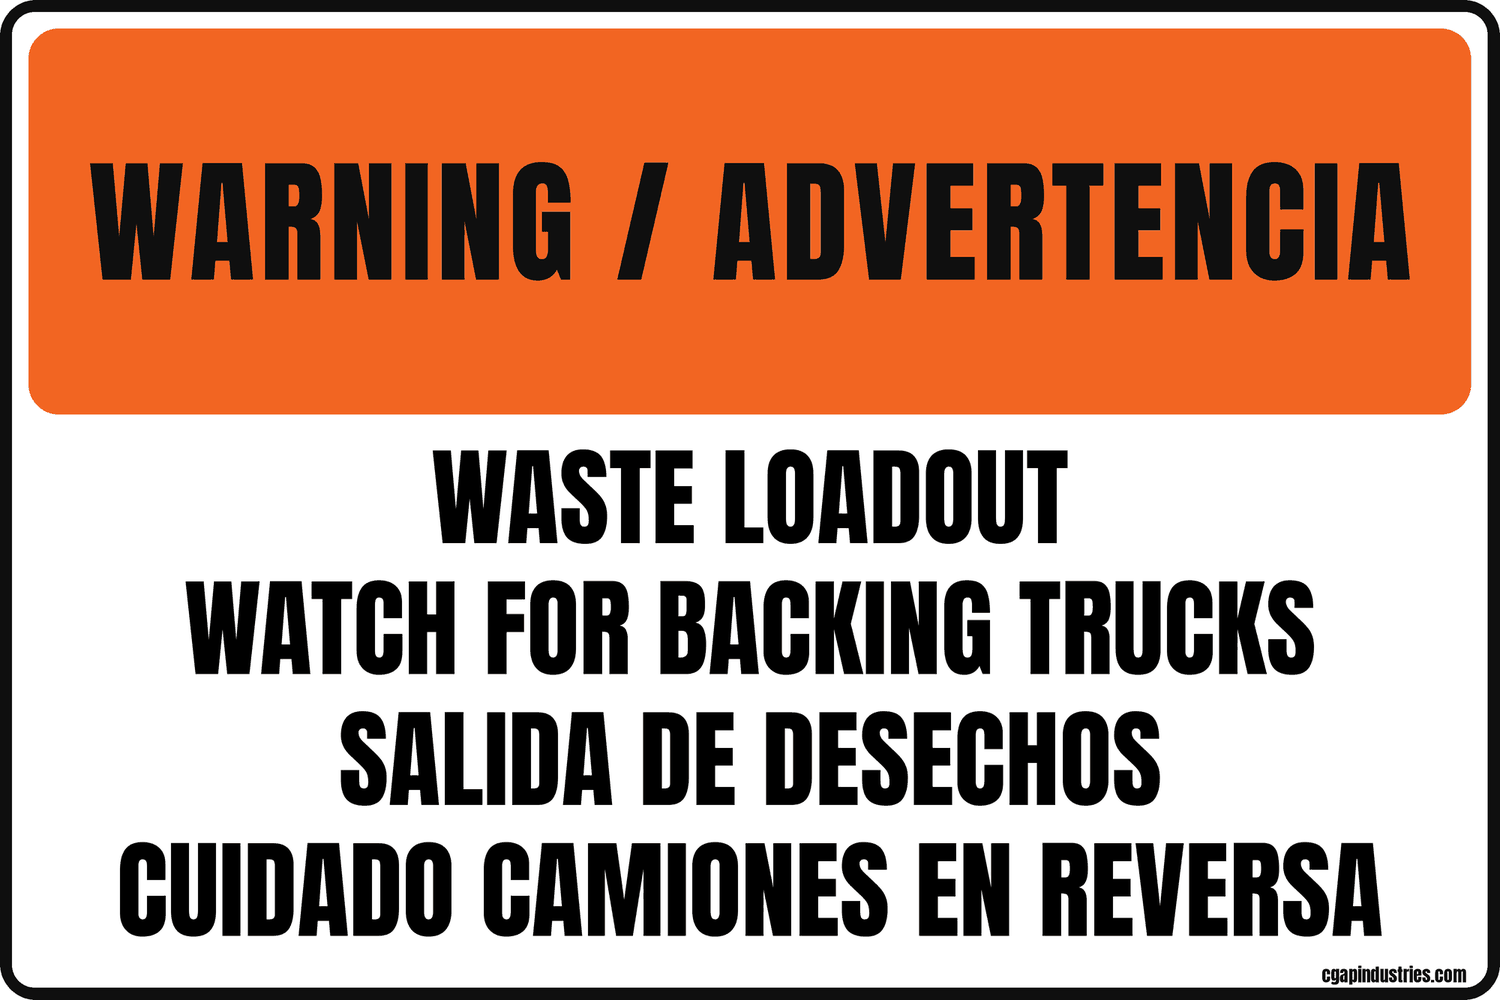 WARNING / ADVERTENCIA
WASTE LOADOUT
WATCH FOR BACKING TRUCKS
SALIDA DE DESECHOS
CUIDADO CAMIONES EN REVERSA
cgapindustries.com